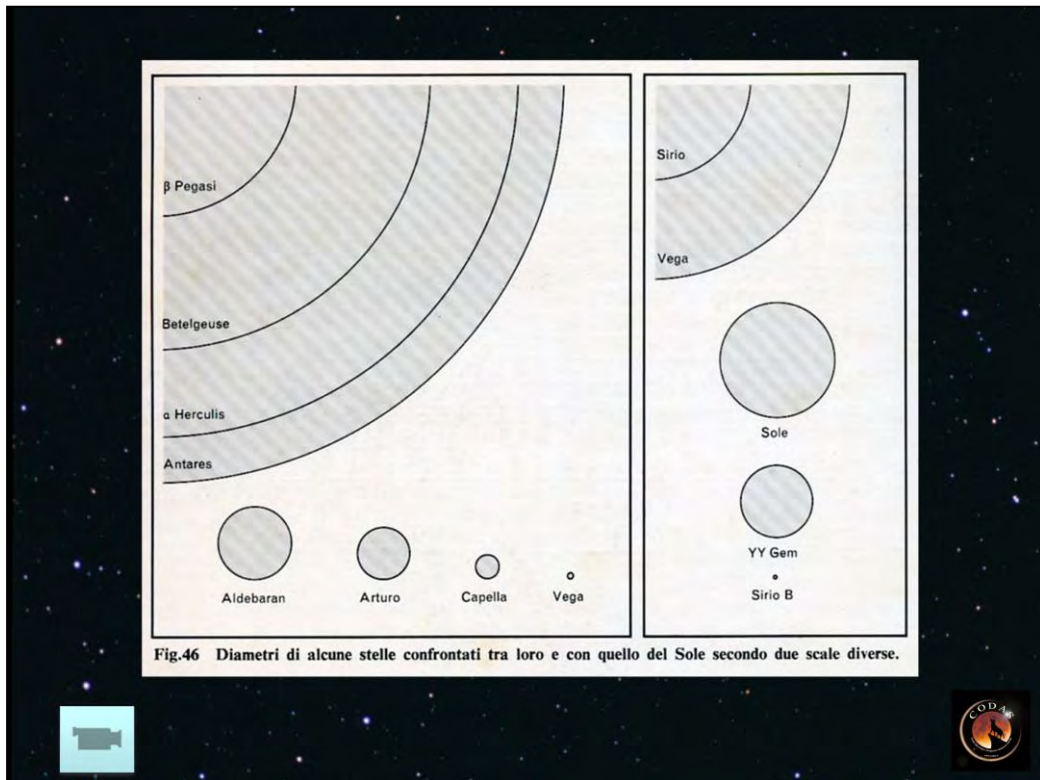 β Pegasi
Betelgeuse
α Herculis
Antares
Aldebaran
Arturo
Capella
Vega
Sirio
Vega
Sole
YY Gem
Sirio B
Fig.46 Diametri di alcune stelle confrontati tra loro e con quello del Sole secondo due scale diverse.
CODAS